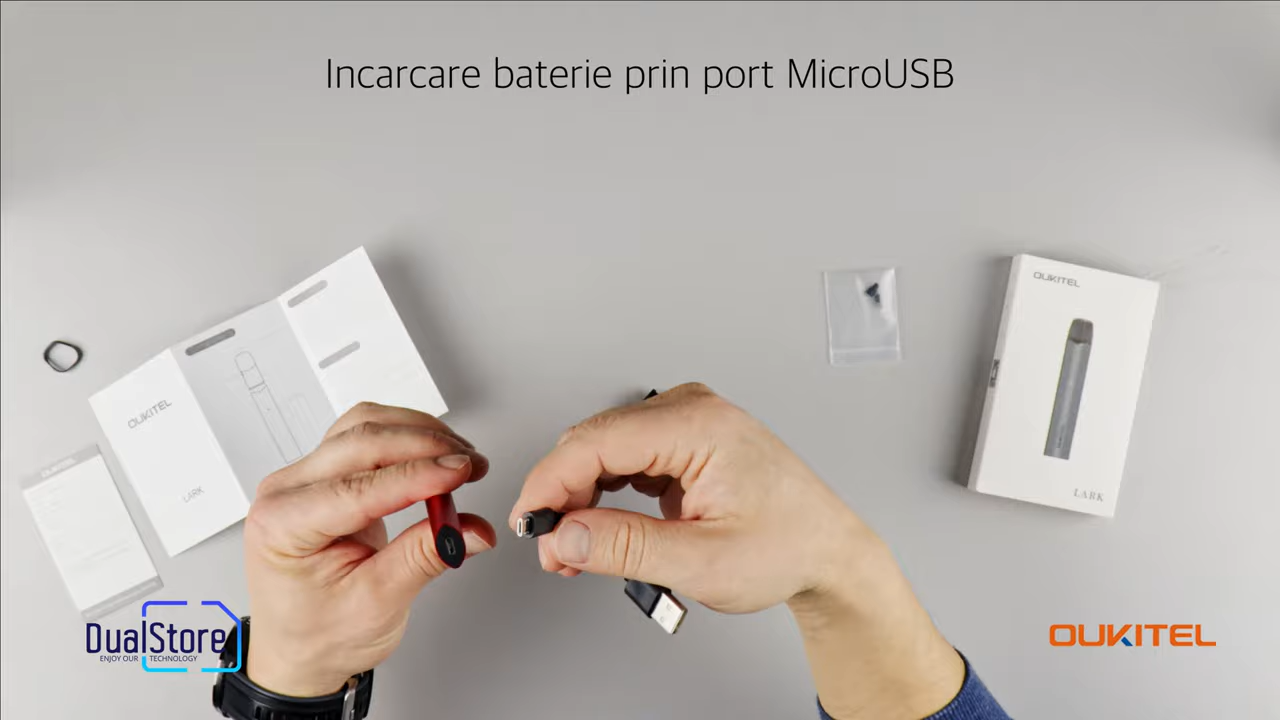 Incarcare baterie prin port MicroUSB
OUKITEL
OUKITEL
LARK
OUKITEL
LARK
DualStore
ENJOY OUR TECHNOLOGY
OUKITEL